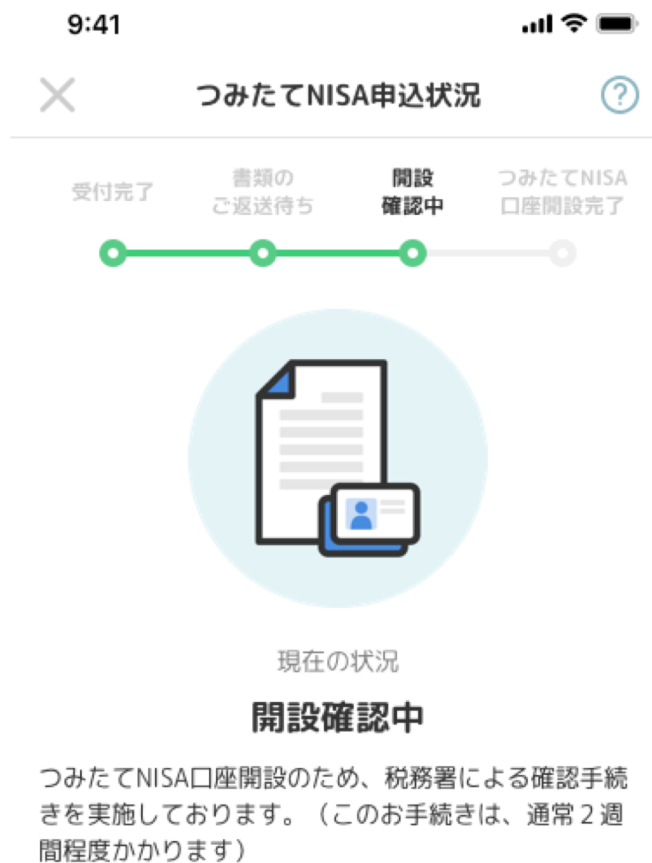 9:41
つみたてNISA申込状況
?
受付完了
書類の
ご返送待ち
開設
確認中
つみたてNISA
口座開設完了
現在の状況
開設確認中
つみたてNISA口座開設のため、税務署による確認手続
きを実施しております。（このお手続きは、通常２週
間程度かかります）